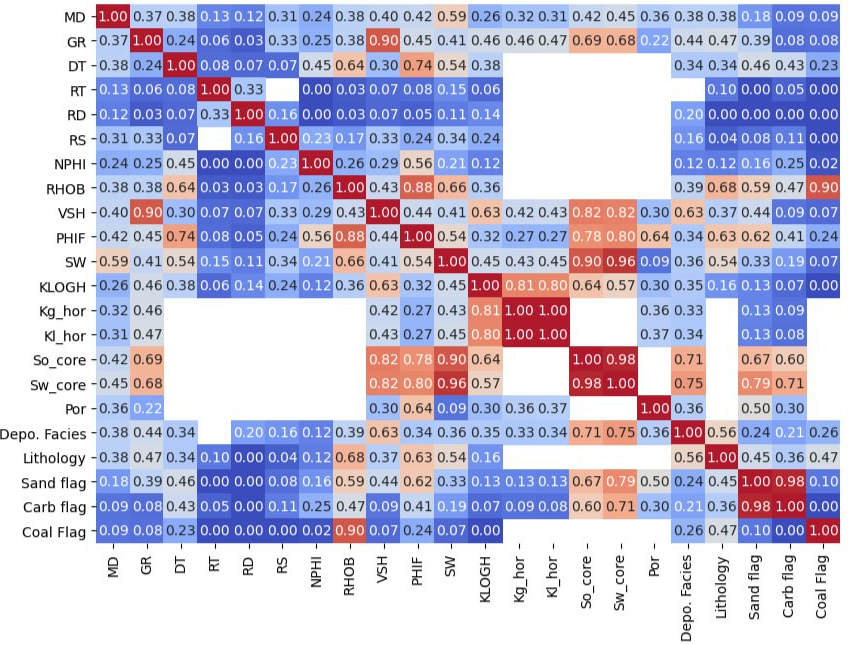 MD 1.00 0.37 0.38 0.13 0.12 0.31 0.24 0.38 0.40 0.42 0.59 0.26 0.32 0.31 0.42 0.45 0.36 0.38 0.38 0.18 0.09 0.09
GR 0.37 1.00 0.24 0.06 0.03 0.33 0.25 0.38 0.90 0.45 0.41 0.46 0.46 0.47 0.69 0.68 0.22 0.44 0.47 0.39 0.08 0.08
DT 0.38 0.24 1.00 0.08 0.07 0.07 0.45 0.64 0.30 0.74 0.54 0.38 0.34 0.34 0.46 0.43 0.23
RT 0.13 0.06 0.08 1.00 0.33 0.00 0.03 0.07 0.08 0.15 0.06 0.10 0.00 0.05 0.00
RD 0.12 0.03 0.07 0.33 1.00 0.16 0.00 0.03 0.07 0.05 0.11 0.14 0.20 0.00 0.00 0.00 0.00
RS 0.31 0.33 0.07 0.16 1.00 0.23 0.17 0.33 0.24 0.34 0.24 0.16 0.04 0.08 0.11 0.00
NPHI 0.24 0.25 0.45 0.00 0.00 0.23 1.00 0.26 0.29 0.56 0.21 0.12 0.12 0.12 0.16 0.25 0.02
RHOB 0.38 0.38 0.64 0.03 0.03 0.17 0.26 1.00 0.43 0.88 0.66 0.36 0.39 0.68 0.59 0.47 0.90
VSH 0.40 0.90 0.30 0.07 0.07 0.33 0.29 0.43 1.00 0.44 0.41 0.63 0.42 0.43 0.82 0.82 0.30 0.63 0.37 0.44 0.09 0.07
PHIF 0.42 0.45 0.74 0.08 0.05 0.24 0.56 0.88 0.44 1.00 0.54 0.32 0.27 0.27 0.78 0.80 0.64 0.34 0.63 0.62 0.41 0.24
SW 0.59 0.41 0.54 0.15 0.11 0.34 0.21 0.66 0.41 0.54 1.00 0.45 0.43 0.45 0.90 0.96 0.09 0.36 0.54 0.33 0.19 0.07
KLOGH 0.26 0.46 0.38 0.06 0.14 0.24 0.12 0.36 0.63 0.32 0.45 1.00 0.81 0.80 0.64 0.57 0.30 0.35 0.16 0.13 0.07 0.00
Kg_hor 0.32 0.46 0.42 0.27 0.43 0.81 1.00 1.00 0.36 0.33 0.13 0.09
Kl_hor 0.31 0.47 0.43 0.27 0.45 0.80 1.00 1.00 0.37 0.34 0.13 0.08
So_core 0.42 0.69 0.82 0.78 0.90 0.64 1.00 0.98 0.71 0.67 0.60
Sw_core 0.45 0.68 0.82 0.80 0.96 0.57 0.98 1.00 0.75 0.79 0.71
Por 0.36 0.22 0.30 0.64 0.09 0.30 0.36 0.37 1.00 0.36 0.50 0.30
Depo. Facies 0.38 0.44 0.34 0.20 0.16 0.12 0.39 0.63 0.34 0.36 0.35 0.33 0.34 0.71 0.75 0.36 1.00 0.56 0.24 0.21 0.26
Lithology 0.38 0.47 0.34 0.10 0.00 0.04 0.12 0.68 0.37 0.63 0.54 0.16 0.56 1.00 0.45 0.36 0.47
Sand flag 0.18 0.39 0.46 0.00 0.00 0.08 0.16 0.59 0.44 0.62 0.33 0.13 0.13 0.13 0.67 0.79 0.50 0.24 0.45 1.00 0.98 0.10
Carb flag 0.09 0.08 0.43 0.05 0.00 0.11 0.25 0.47 0.09 0.41 0.19 0.07 0.09 0.08 0.60 0.71 0.30 0.21 0.36 0.98 1.00 0.00
Coal Flag 0.09 0.08 0.23 0.00 0.00 0.00 0.02 0.90 0.07 0.24 0.07 0.00 0.26 0.47 0.10 0.00 1.00
MD GR DT RT RD RS NPHI RHOB VSH PHIF SW KLOGH Kg_hor Kl_hor So_core Sw_core Por Depo. Facies Lithology Sand flag Carb flag Coal Flag